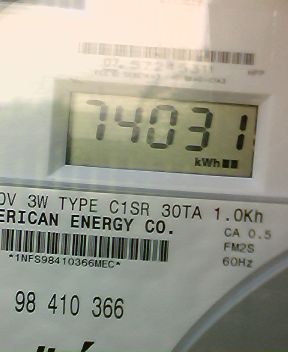 74031
kWh
0V 3W TYPE C1SR 30TA 1.0Kh
ERICAN ENERGY CO.
CA 0.5
FM2S
*1NFS98410366MEC*
60Hz
98 410 366